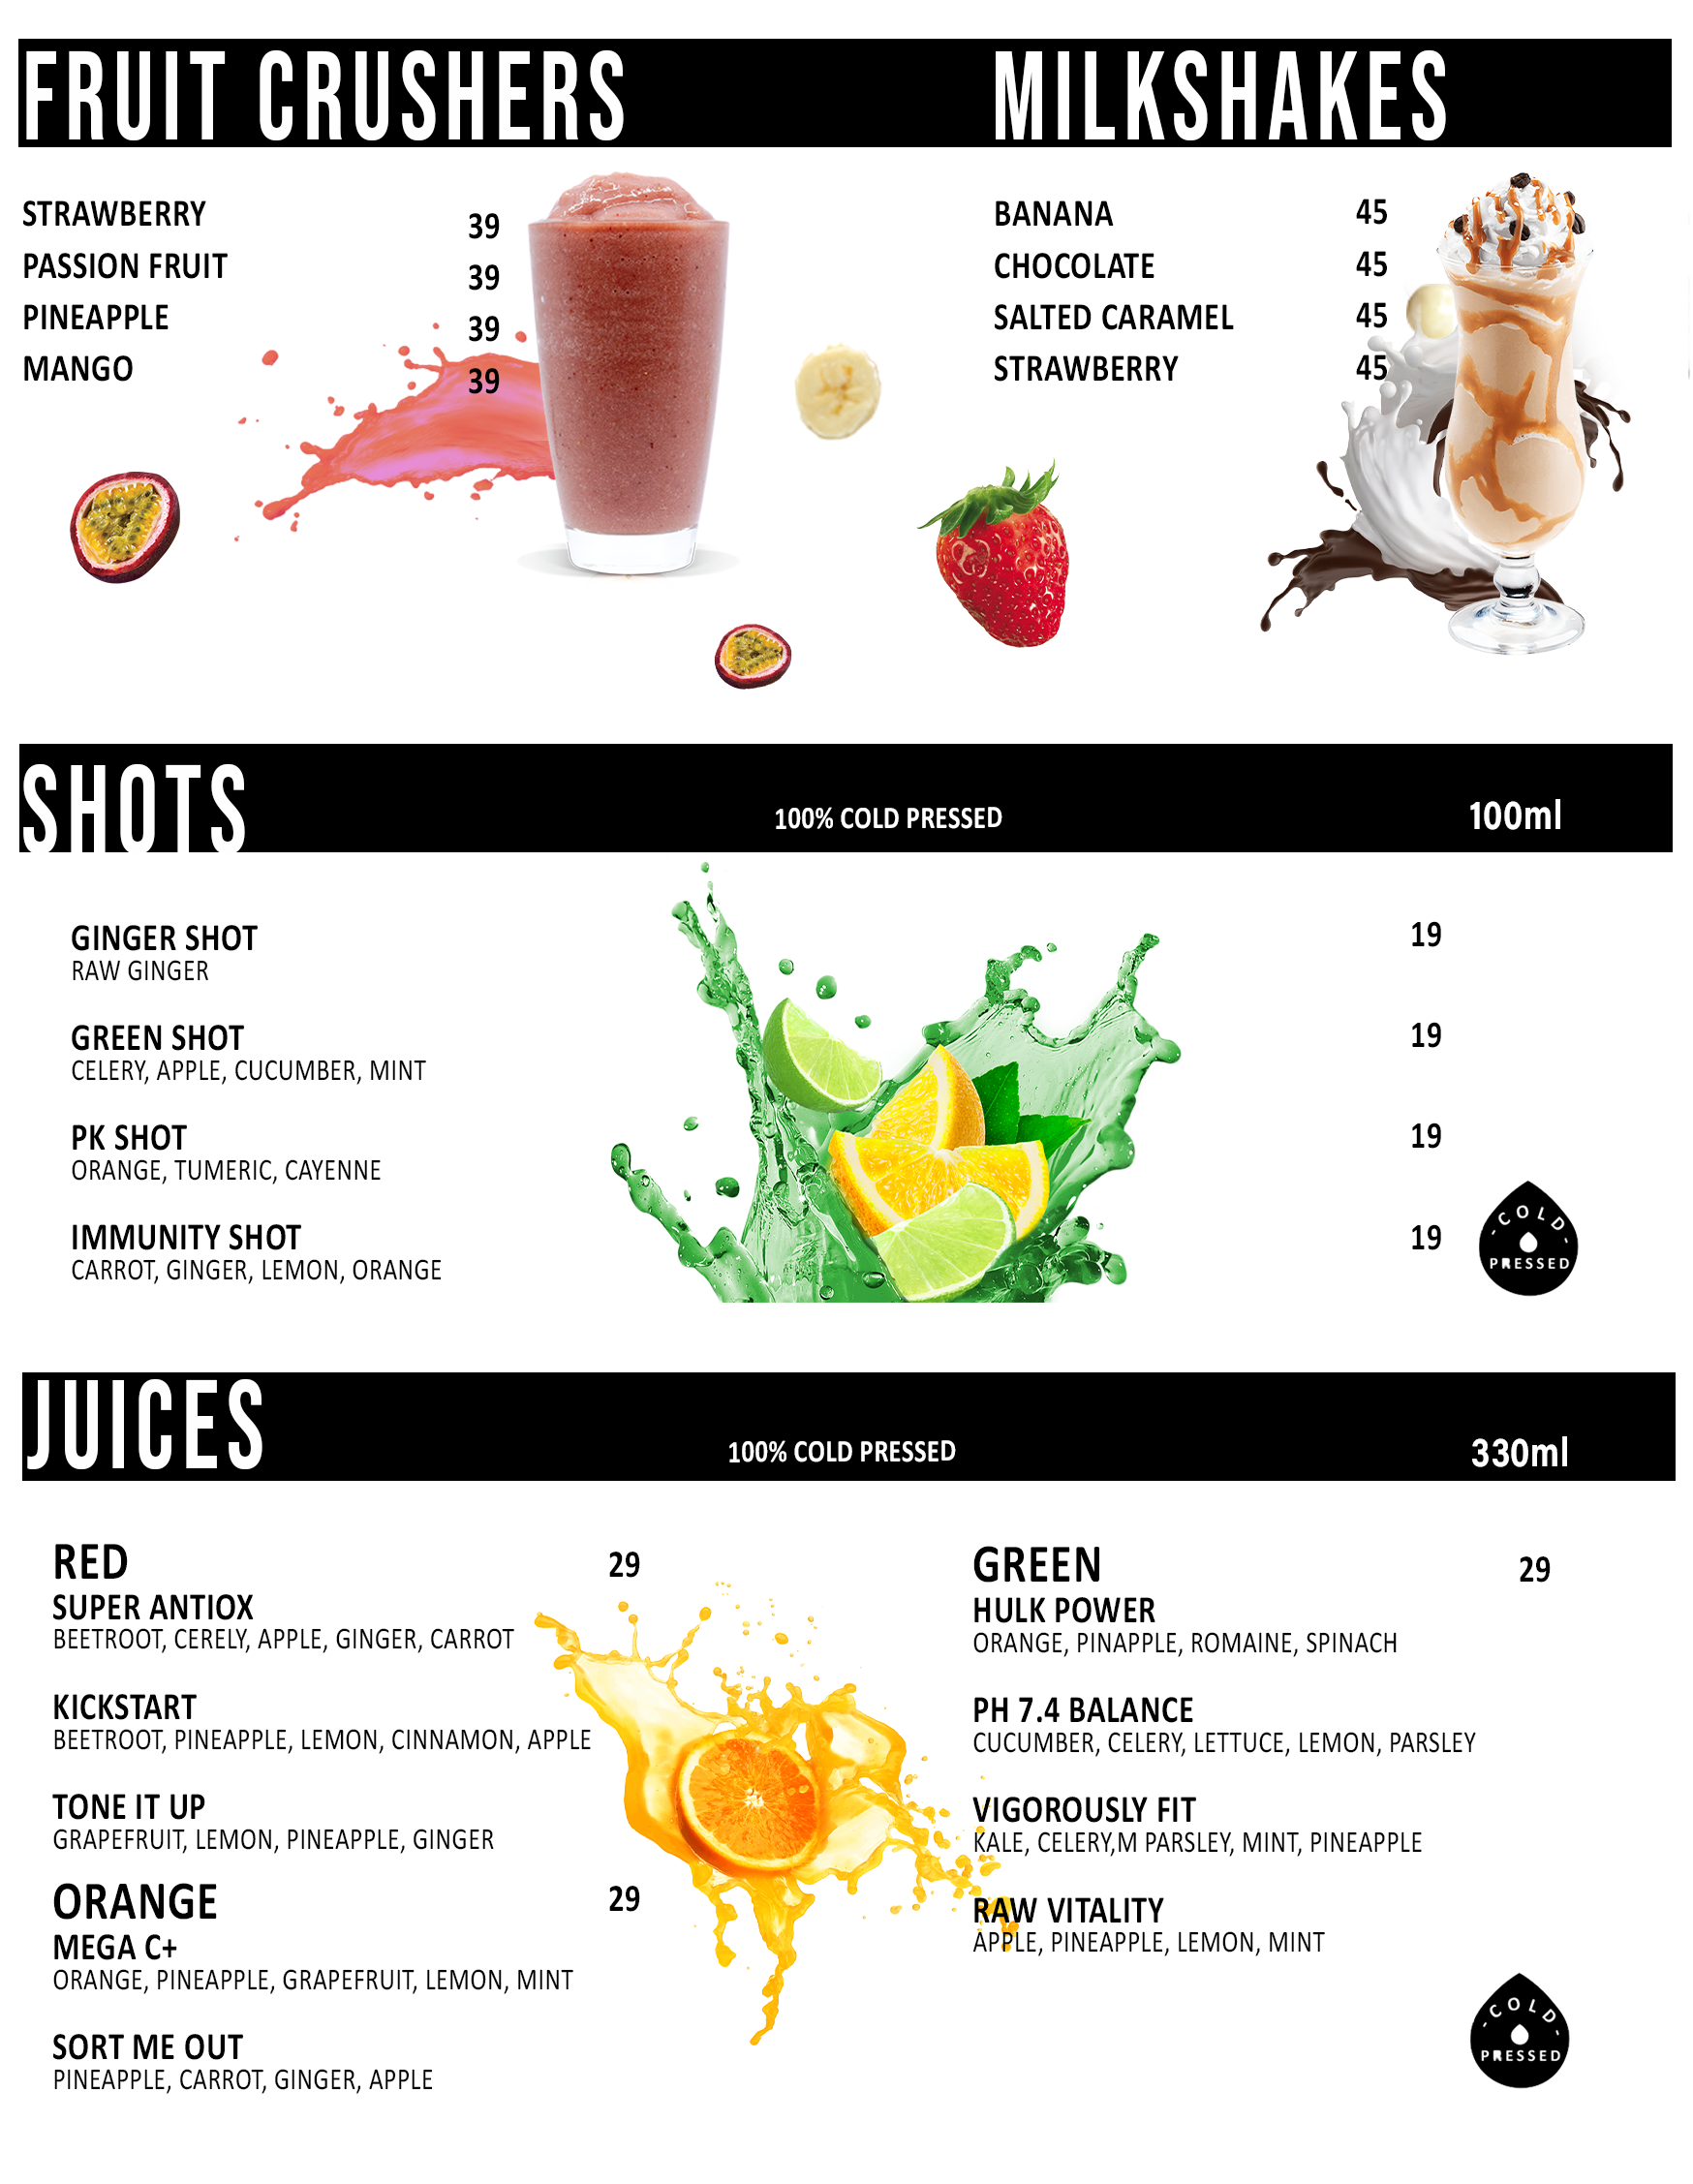 FRUIT CRUSHERS
STRAWBERRY 39
PASSION FRUIT 39
PINEAPPLE 39
MANGO 39
MILKSHAKES
BANANA 45
CHOCOLATE 45
SALTED CARAMEL 45
STRAWBERRY 45
SHOTS 100% COLD PRESSED 100ml
GINGER SHOT 19
RAW GINGER
GREEN SHOT 19
CELERY, APPLE, CUCUMBER, MINT
PK SHOT 19
ORANGE, TUMERIC, CAYENNE
IMMUNITY SHOT 19
CARROT, GINGER, LEMON, ORANGE
-COLD-
PRESSED
JUICES 100% COLD PRESSED 330ml
RED 29
SUPER ANTIOX
BEETROOT, CERELY, APPLE, GINGER, CARROT
KICKSTART
BEETROOT, PINEAPPLE, LEMON, CINNAMON, APPLE
TONE IT UP
GRAPEFRUIT, LEMON, PINEAPPLE, GINGER
ORANGE 29
MEGA C+
ORANGE, PINEAPPLE, GRAPEFRUIT, LEMON, MINT
SORT ME OUT
PINEAPPLE, CARROT, GINGER, APPLE
GREEN 29
HULK POWER
ORANGE, PINAPPLE, ROMAINE, SPINACH
PH 7.4 BALANCE
CUCUMBER, CELERY, LETTUCE, LEMON, PARSLEY
VIGOROUSLY FIT
KALE, CELERY,M PARSLEY, MINT, PINEAPPLE
RAW VITALITY
APPLE, PINEAPPLE, LEMON, MINT
-COLD-
PRESSED